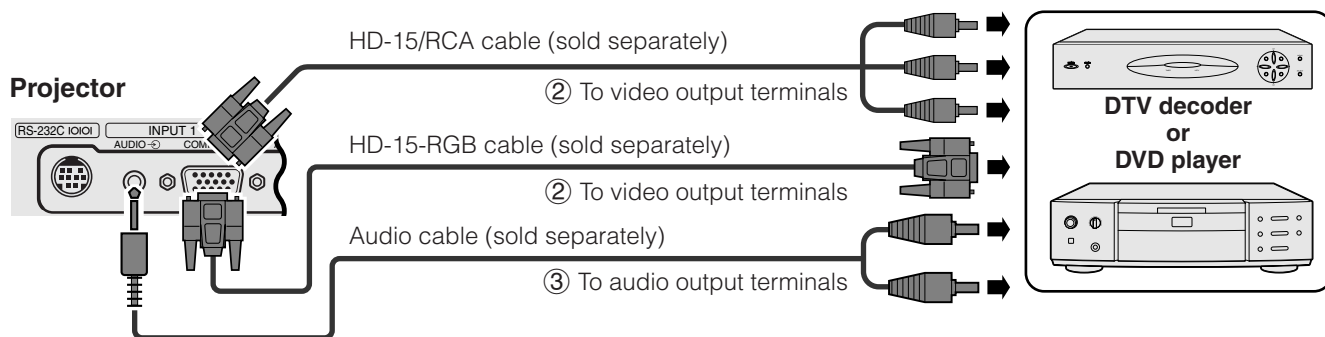 HD-15/RCA cable (sold separately)
② To video output terminals
Projector
RS-232C IOIOI
INPUT 1
AUDIO
HD-15-RGB cable (sold separately)
② To video output terminals
Audio cable (sold separately)
③ To audio output terminals
DTV decoder
or
DVD player